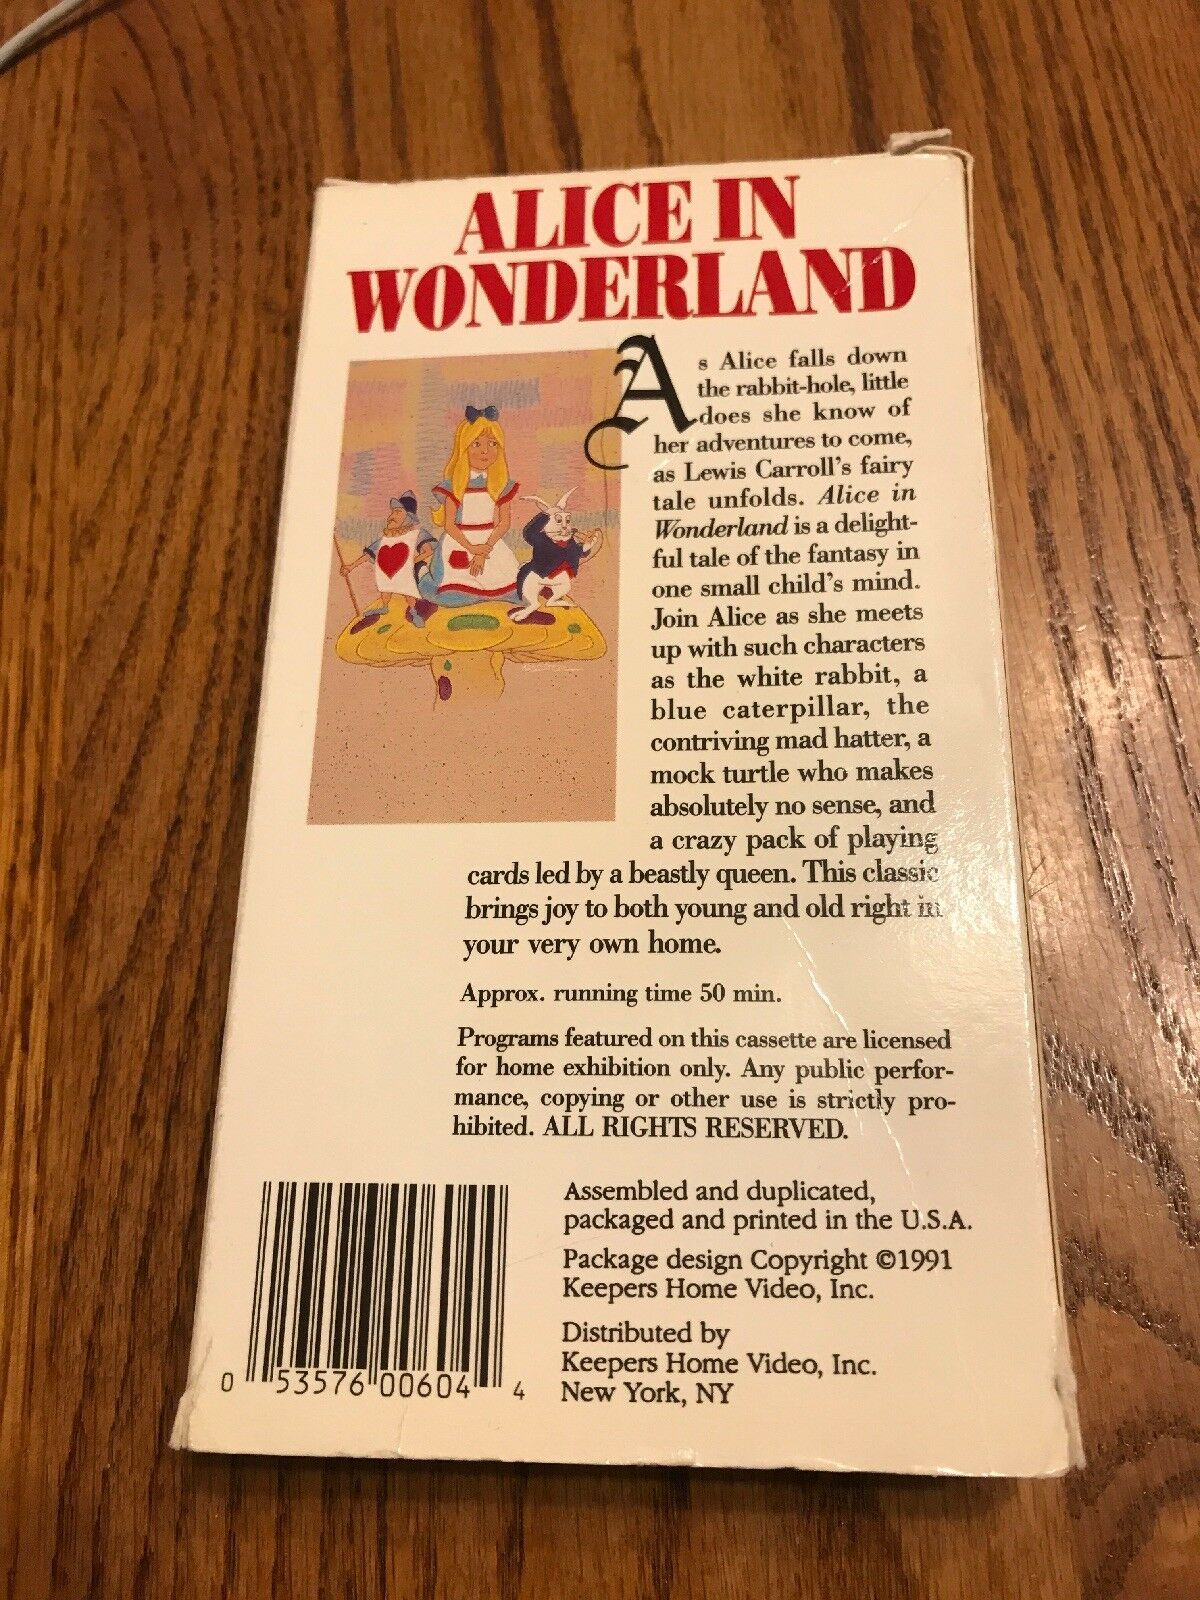 ALICE IN
WONDERLAND
As Alice falls down
the rabbit-hole, little
does she know of
her adventures to come,
as Lewis Carroll's fairy
tale unfolds. Alice in
Wonderland is a delight-
ful tale of the fantasy in
one small child's mind.
Join Alice as she meets
up with such characters
as the white rabbit, a
blue caterpillar, the
contriving mad hatter, a
mock turtle who makes
absolutely no sense, and
a crazy pack of playing
cards led by a beastly queen. This classic
brings joy to both young and old right in
your very own home.
Approx. running time 50 min.
Programs featured on this cassette are licensed
for home exhibition only. Any public perfor-
mance, copying or other use is strictly pro-
hibited. ALL RIGHTS RESERVED.
Assembled and duplicated,
packaged and printed in the U.S.A.
Package design Copyright ©1991
Keepers Home Video, Inc.
Distributed by
Keepers Home Video, Inc.
New York, NY
0 53576 00604 4